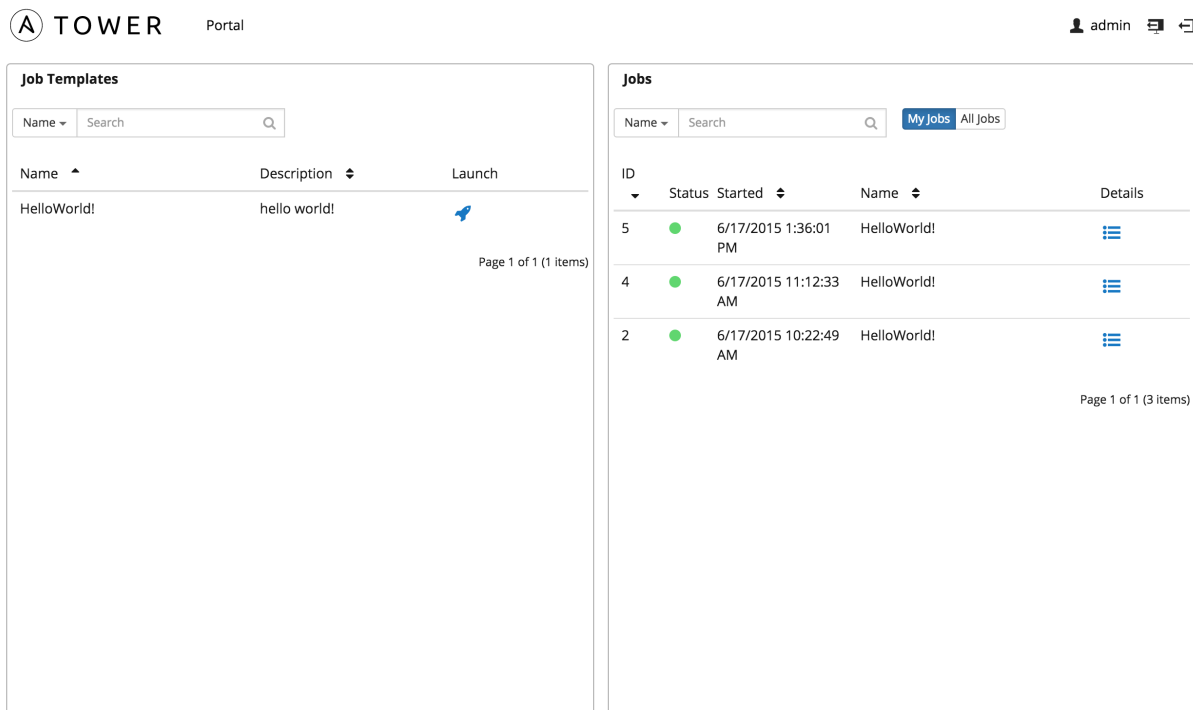 TOWER Portal admin
Job Templates
Name Search
Name Description Launch
HelloWorld! hello world!
Page 1 of 1 (1 items)
Jobs
Name Search My Jobs All Jobs
ID
Status Started Name Details
5 6/17/2015 1:36:01 HelloWorld!
PM
4 6/17/2015 11:12:33 HelloWorld!
AM
2 6/17/2015 10:22:49 HelloWorld!
AM
Page 1 of 1 (3 items)